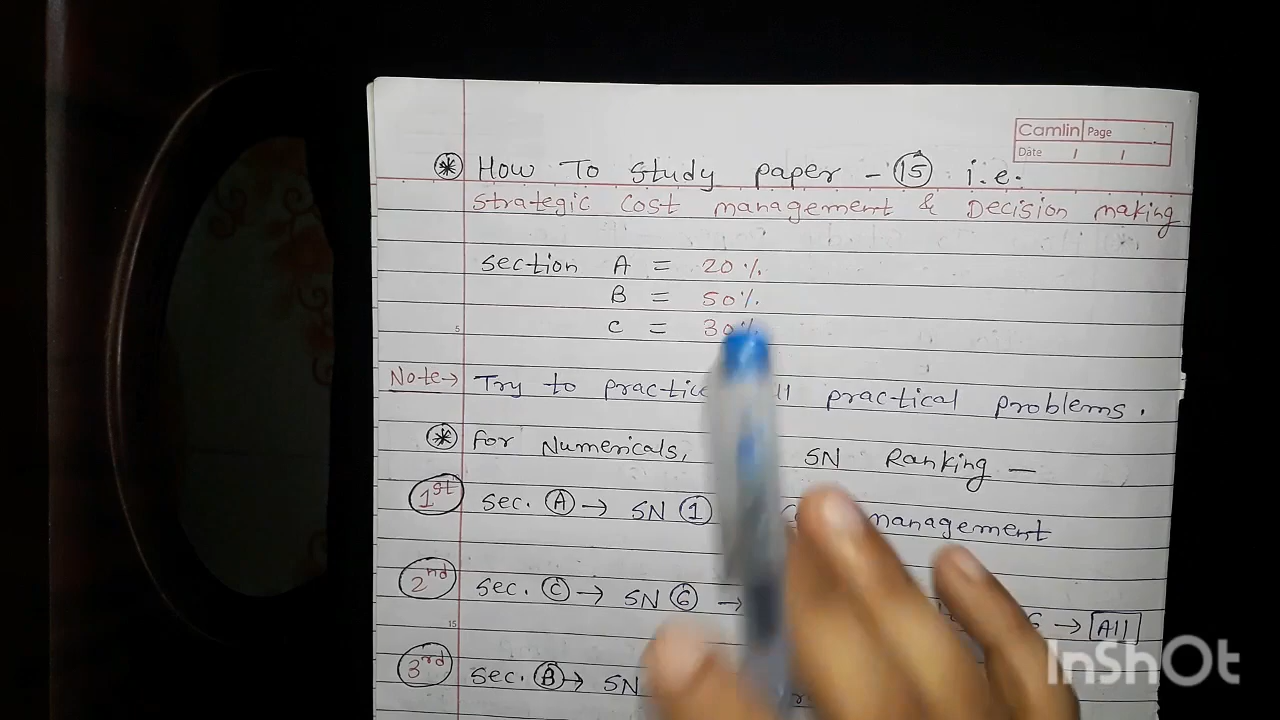 Camlin Page
Date
* How To study paper - 15 i.e.
strategic cost management & Decision making
section A = 20%
B = 50%
5
C = 30%
Note→ Try to practice practical problems.
* for Numericals, SN Ranking —
1st sec. A → SN 1 management
2nd sec. C → SN 6 → → All
15
3rd sec. B → SN
InShOt